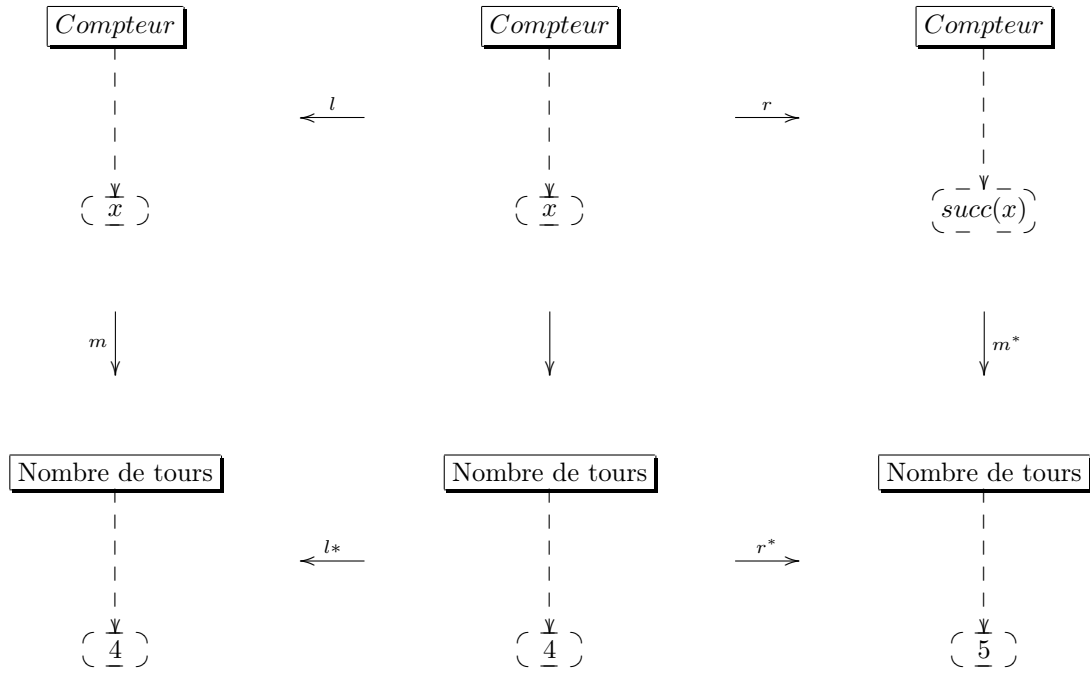 Compteur Compteur Compteur
l r
x x succ(x)
m m*
Nombre de tours Nombre de tours Nombre de tours
l* r*
4 4 5